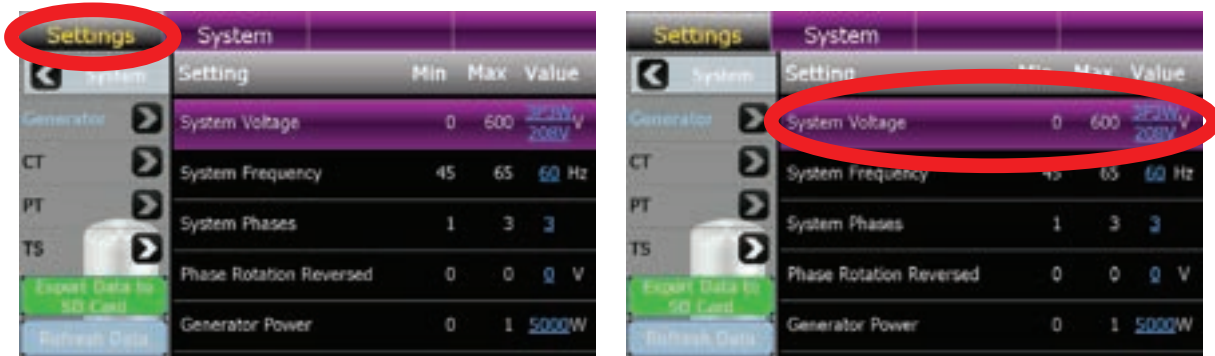 Settings System
System Setting Min Max Value
Generator System Voltage 0 600 3P3W V
208V
CT System Frequency 45 65 60 Hz
PT System Phases 1 3 3
TS
Phase Rotation Reversed 0 0 0 V
Export Data to
SD Card
Generator Power 0 1 5000W
Refresh Data
Settings System
System Setting Min Max Value
Generator System Voltage 0 600 3P3W V
208V
CT System Frequency 45 65 60 Hz
PT System Phases 1 3 3
TS
Phase Rotation Reversed 0 0 0 V
Export Data to
SD Card
Generator Power 0 1 5000W
Refresh Data